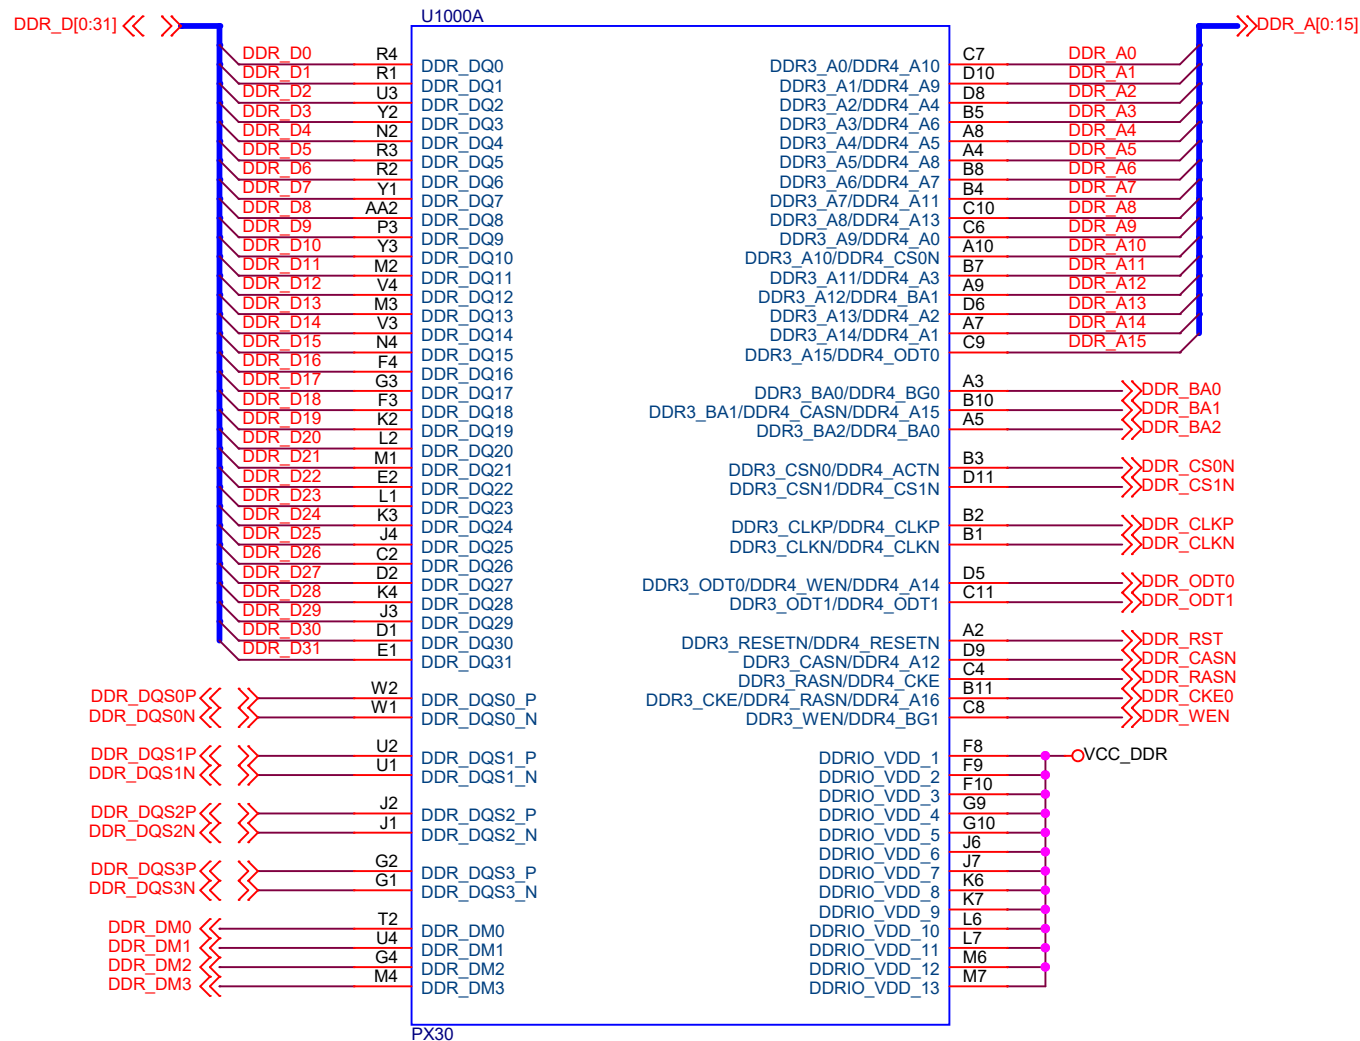 U1000A
DDR_D[0:31]
DDR_A[0:15]
DDR_D0 R4 DDR_DQ0
DDR_D1 R1 DDR_DQ1
DDR_D2 U3 DDR_DQ2
DDR_D3 Y2 DDR_DQ3
DDR_D4 N2 DDR_DQ4
DDR_D5 R3 DDR_DQ5
DDR_D6 R2 DDR_DQ6
DDR_D7 Y1 DDR_DQ7
DDR_D8 AA2 DDR_DQ8
DDR_D9 P3 DDR_DQ9
DDR_D10 Y3 DDR_DQ10
DDR_D11 M2 DDR_DQ11
DDR_D12 V4 DDR_DQ12
DDR_D13 M3 DDR_DQ13
DDR_D14 V3 DDR_DQ14
DDR_D15 N4 DDR_DQ15
DDR_D16 F4 DDR_DQ16
DDR_D17 G3 DDR_DQ17
DDR_D18 F3 DDR_DQ18
DDR_D19 K2 DDR_DQ19
DDR_D20 L2 DDR_DQ20
DDR_D21 M1 DDR_DQ21
DDR_D22 E2 DDR_DQ22
DDR_D23 L1 DDR_DQ23
DDR_D24 K3 DDR_DQ24
DDR_D25 J4 DDR_DQ25
DDR_D26 C2 DDR_DQ26
DDR_D27 D2 DDR_DQ27
DDR_D28 K4 DDR_DQ28
DDR_D29 J3 DDR_DQ29
DDR_D30 D1 DDR_DQ30
DDR_D31 E1 DDR_DQ31
DDR_DQS0P W2 DDR_DQS0_P
DDR_DQS0N W1 DDR_DQS0_N
DDR_DQS1P U2 DDR_DQS1_P
DDR_DQS1N U1 DDR_DQS1_N
DDR_DQS2P J2 DDR_DQS2_P
DDR_DQS2N J1 DDR_DQS2_N
DDR_DQS3P G2 DDR_DQS3_P
DDR_DQS3N G1 DDR_DQS3_N
DDR_DM0 T2 DDR_DM0
DDR_DM1 U4 DDR_DM1
DDR_DM2 G4 DDR_DM2
DDR_DM3 M4 DDR_DM3
DDR3_A0/DDR4_A10 C7 DDR_A0
DDR3_A1/DDR4_A9 D10 DDR_A1
DDR3_A2/DDR4_A4 D8 DDR_A2
DDR3_A3/DDR4_A6 B5 DDR_A3
DDR3_A4/DDR4_A5 A8 DDR_A4
DDR3_A5/DDR4_A8 A4 DDR_A5
DDR3_A6/DDR4_A7 B8 DDR_A6
DDR3_A7/DDR4_A11 B4 DDR_A7
DDR3_A8/DDR4_A13 C10 DDR_A8
DDR3_A9/DDR4_A0 C6 DDR_A9
DDR3_A10/DDR4_CS0N A10 DDR_A10
DDR3_A11/DDR4_A3 B7 DDR_A11
DDR3_A12/DDR4_BA1 A9 DDR_A12
DDR3_A13/DDR4_A2 D6 DDR_A13
DDR3_A14/DDR4_A1 A7 DDR_A14
DDR3_A15/DDR4_ODT0 C9 DDR_A15
DDR3_BA0/DDR4_BG0 A3 DDR_BA0
DDR3_BA1/DDR4_CASN/DDR4_A15 B10 DDR_BA1
DDR3_BA2/DDR4_BA0 A5 DDR_BA2
DDR3_CSN0/DDR4_ACTN B3 DDR_CS0N
DDR3_CSN1/DDR4_CS1N D11 DDR_CS1N
DDR3_CLKP/DDR4_CLKP B2 DDR_CLKP
DDR3_CLKN/DDR4_CLKN B1 DDR_CLKN
DDR3_ODT0/DDR4_WEN/DDR4_A14 D5 DDR_ODT0
DDR3_ODT1/DDR4_ODT1 C11 DDR_ODT1
DDR3_RESETN/DDR4_RESETN A2 DDR_RST
DDR3_CASN/DDR4_A12 D9 DDR_CASN
DDR3_RASN/DDR4_CKE C4 DDR_RASN
DDR3_CKE/DDR4_RASN/DDR4_A16 B11 DDR_CKE0
DDR3_WEN/DDR4_BG1 C8 DDR_WEN
DDRIO_VDD_1 F8 VCC_DDR
DDRIO_VDD_2 F9
DDRIO_VDD_3 F10
DDRIO_VDD_4 G9
DDRIO_VDD_5 G10
DDRIO_VDD_6 J6
DDRIO_VDD_7 J7
DDRIO_VDD_8 K6
DDRIO_VDD_9 K7
DDRIO_VDD_10 L6
DDRIO_VDD_11 L7
DDRIO_VDD_12 M6
DDRIO_VDD_13 M7
PX30